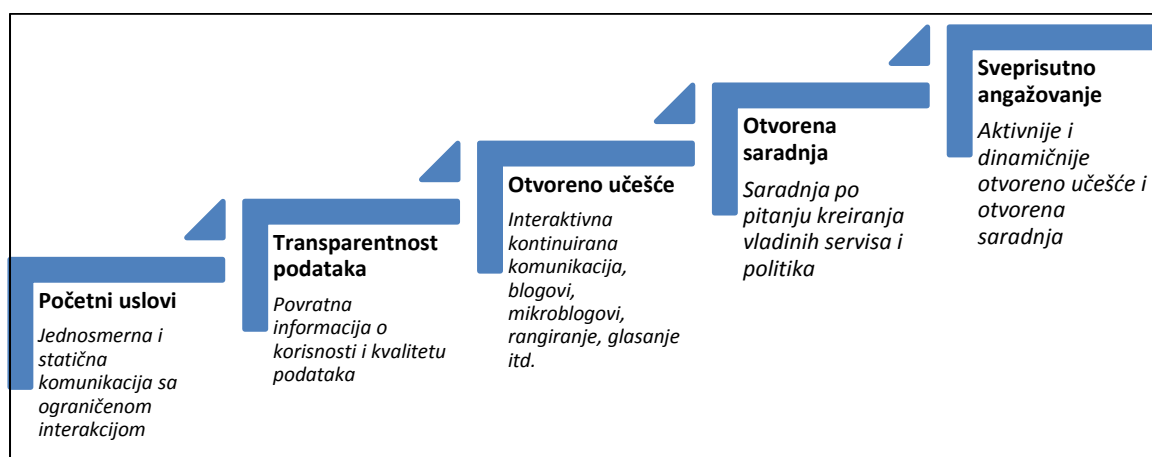 Početni uslovi
Jednosmerna i
statična
komunikacija sa
ograničenom
interakcijom
Transparentnost
podataka
Povratna
informacija o
korisnosti i kvalitetu
podataka
Otvoreno učešće
Interaktivna
kontinuirana
komunikacija,
blogovi,
mikroblogovi,
rangiranje, glasanje
itd.
Otvorena
saradnja
Saradnja po
pitanju kreiranja
vladinih servisa i
politika
Sveprisutno
angažovanje
Aktivnije i
dinamičnije
otvoreno učešće i
otvorena
saradnja